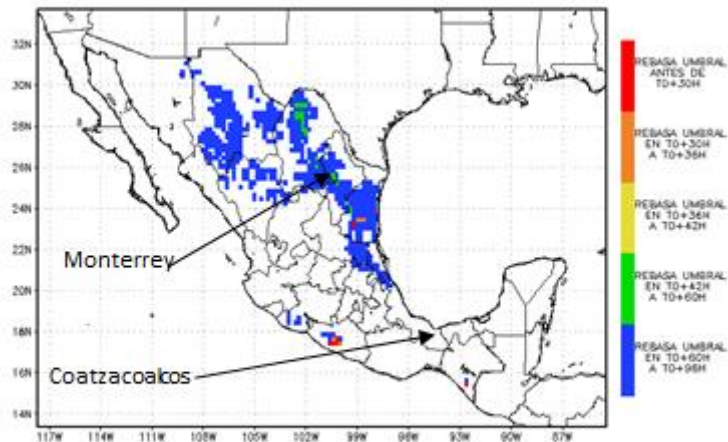 32N
30N
28N
26N
24N
22N
20N
18N
16N
14N
117W
114W
111W
108W
105W
102W
99W
96W
93W
90W
87W
Monterrey
Coatzacoakos
REBASA UMBRAL
ANTES DE
T0+30H
REBASA UMBRAL
EN T0+30H
A T0+36H
REBASA UMBRAL
EN T0+36H
A T0+42H
REBASA UMBRAL
EN T0+42H
A T0+60H
REBASA UMBRAL
EN T0+60H
A T0+96H